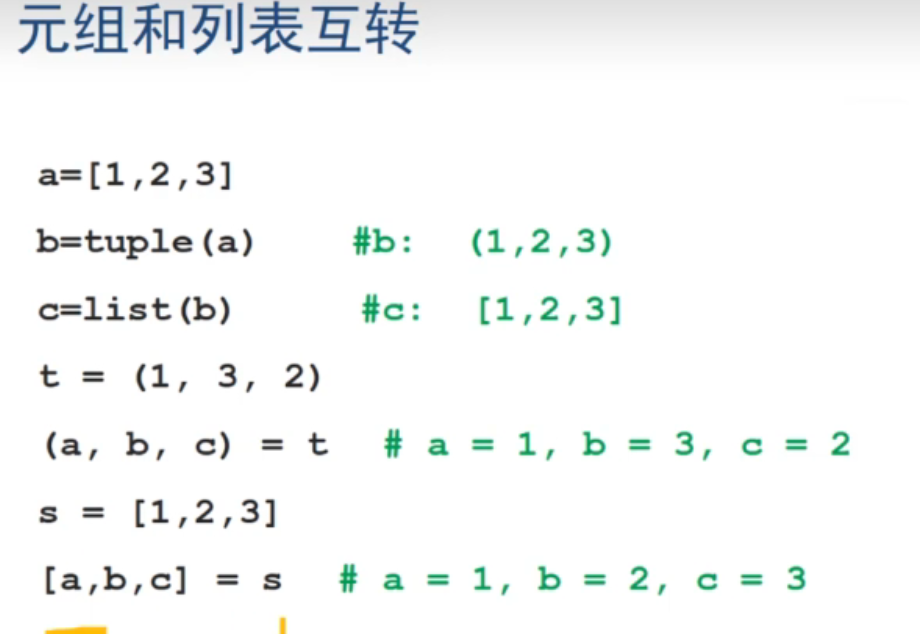 元组和列表互转
a=[1,2,3]
b=tuple(a) #b: (1,2,3)
c=list(b) #c: [1,2,3]
t = (1, 3, 2)
(a, b, c) = t # a = 1, b = 3, c = 2
s = [1,2,3]
[a,b,c] = s # a = 1, b = 2, c = 3